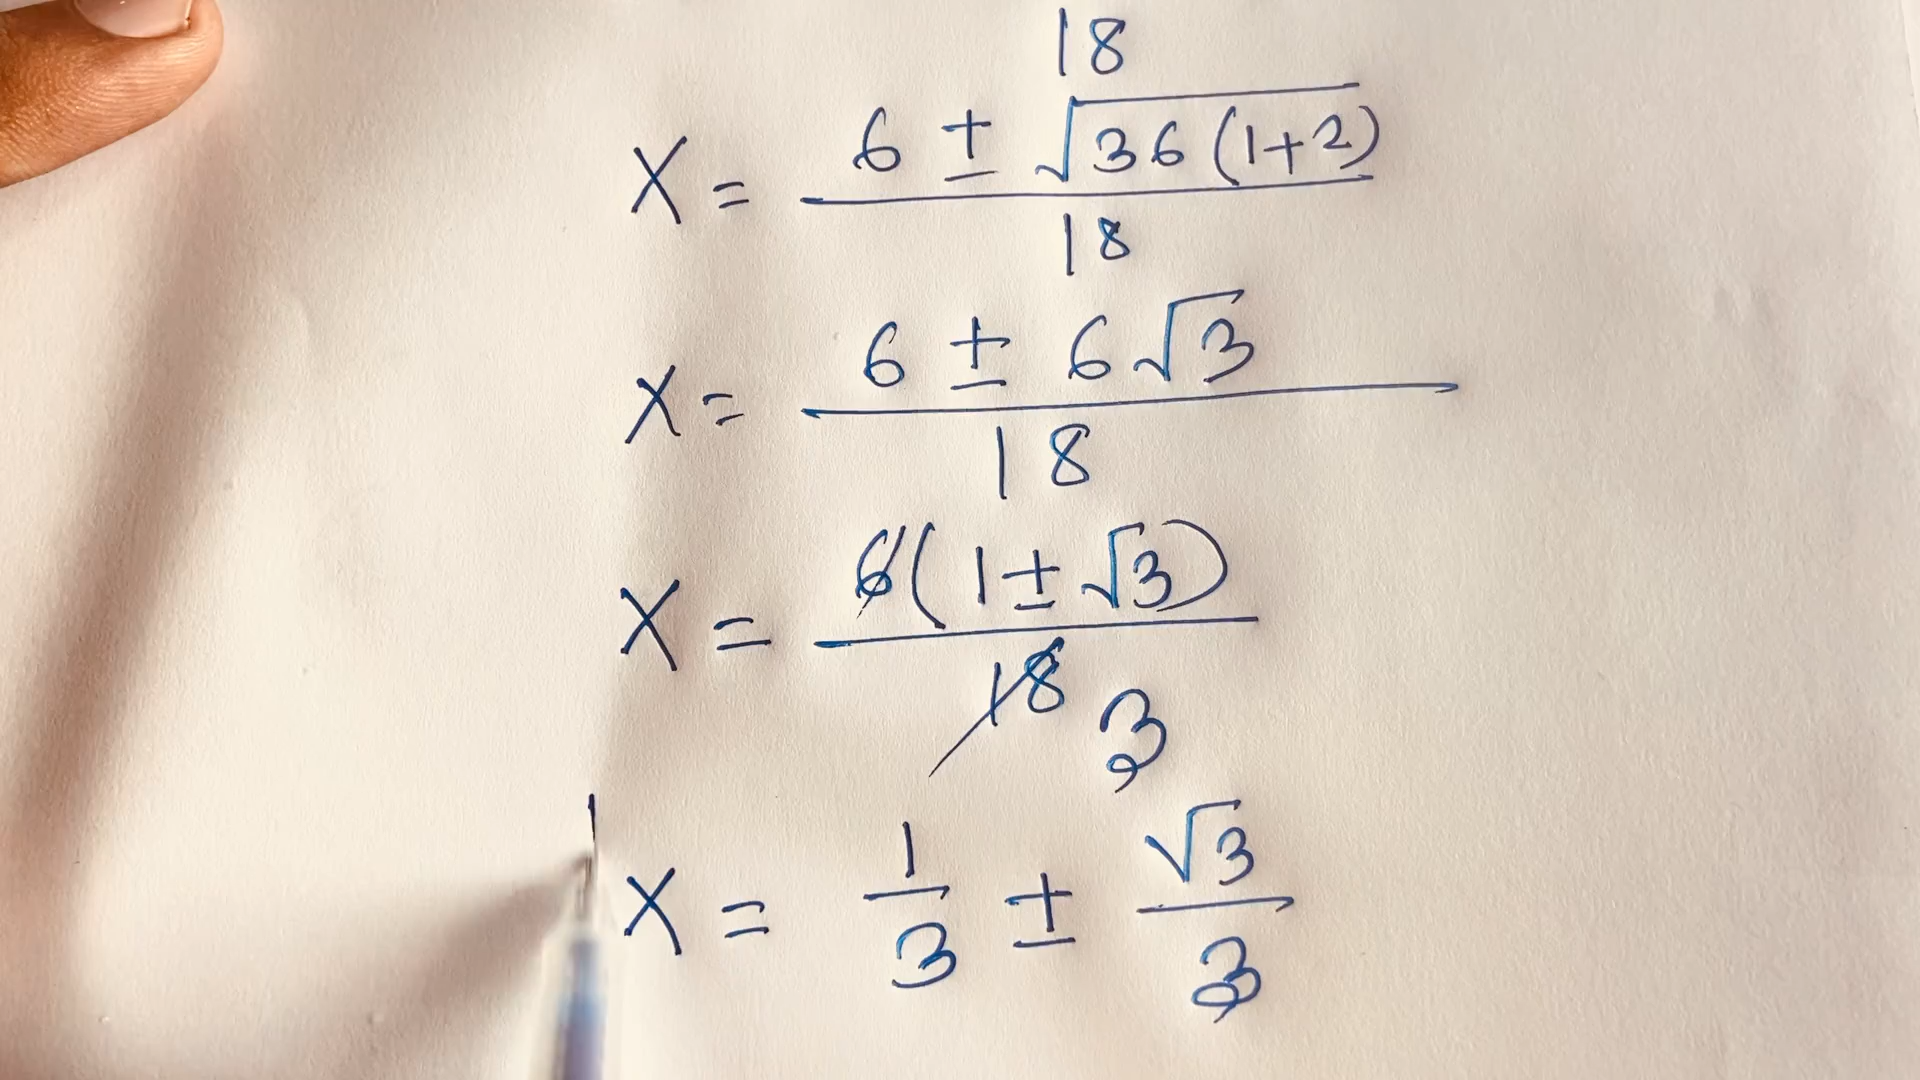 18
X = 6 ± √36(1+2)
18
X = 6 ± 6√3
18
X = 6(1 ± √3)
18 3
X = 1/3 ± √3/3